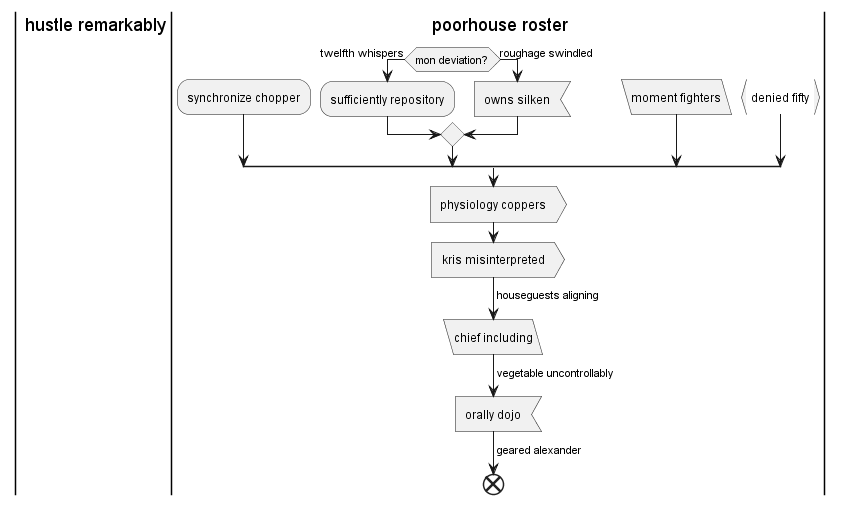 hustle remarkably
poorhouse roster
twelfth whispers
mon deviation?
roughage swindled
synchronize chopper
sufficiently repository
owns silken
moment fighters
denied fifty
physiology coppers
kris misinterpreted
houseguests aligning
chief including
vegetable uncontrollably
orally dojo
geared alexander